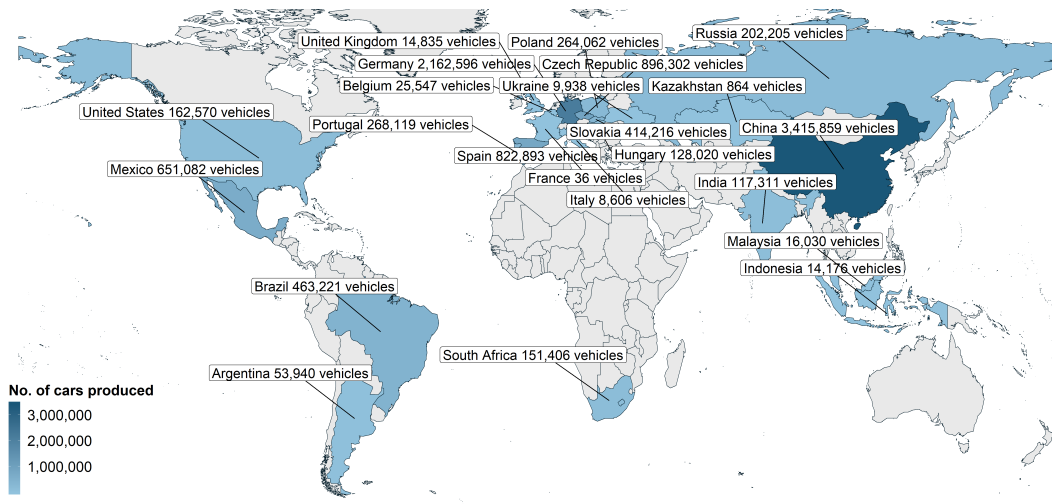 United Kingdom 14,835 vehicles
Poland 264,062 vehicles
Russia 202,205 vehicles
Germany 2,162,596 vehicles
Czech Republic 896,302 vehicles
Belgium 25,547 vehicles
Ukraine 9,938 vehicles
Kazakhstan 864 vehicles
United States 162,570 vehicles
Portugal 268,119 vehicles
Slovakia 414,216 vehicles
China 3,415,859 vehicles
Spain 822,893 vehicles
Hungary 128,020 vehicles
Mexico 651,082 vehicles
France 36 vehicles
India 117,311 vehicles
Italy 8,606 vehicles
Malaysia 16,030 vehicles
Indonesia 14,176 vehicles
Brazil 463,221 vehicles
South Africa 151,406 vehicles
Argentina 53,940 vehicles
No. of cars produced
3,000,000
2,000,000
1,000,000